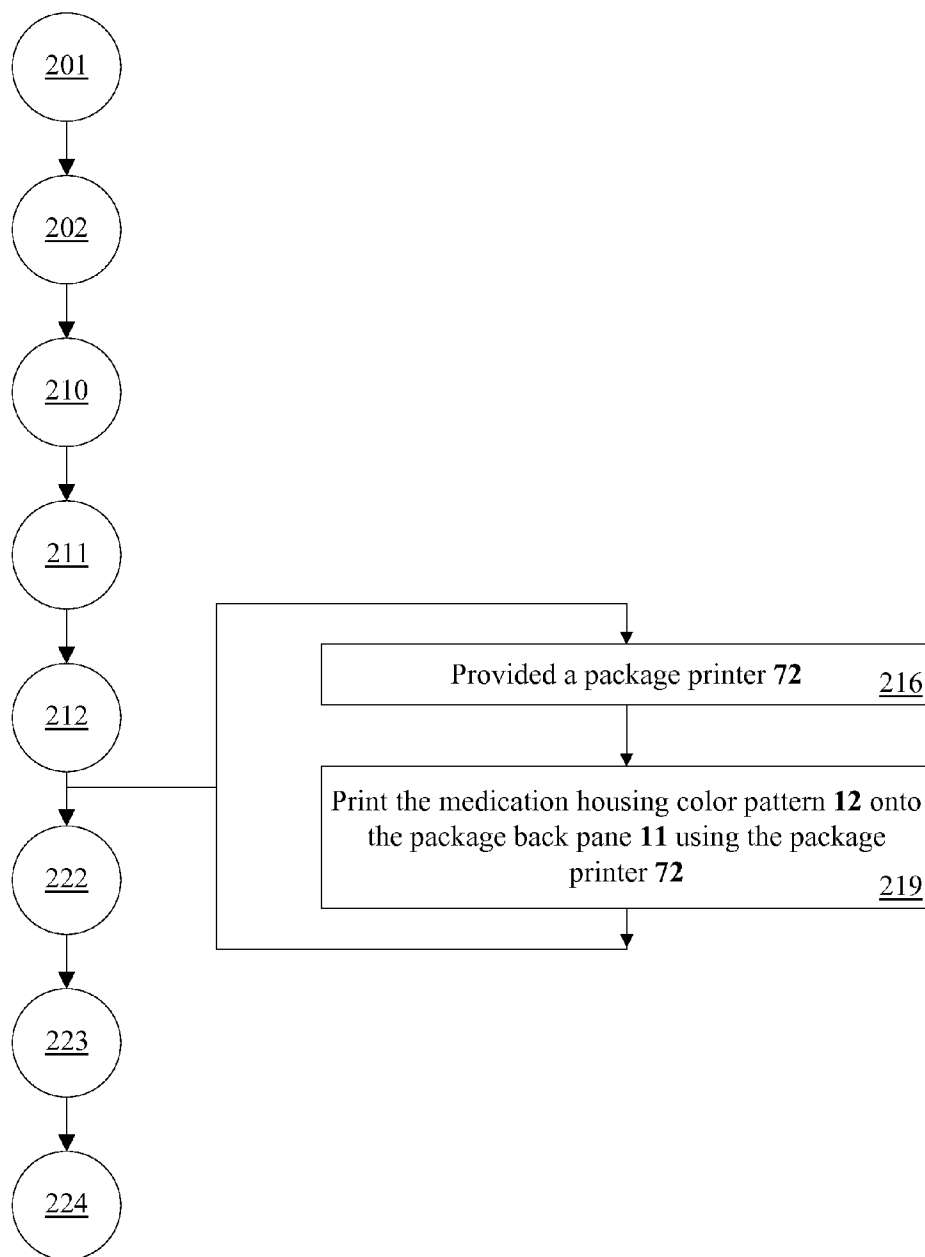 201
202
210
211
212
Provided a package printer 72
216
Print the medication housing color pattern 12 onto
the package back pane 11 using the package
printer 72
219
222
223
224